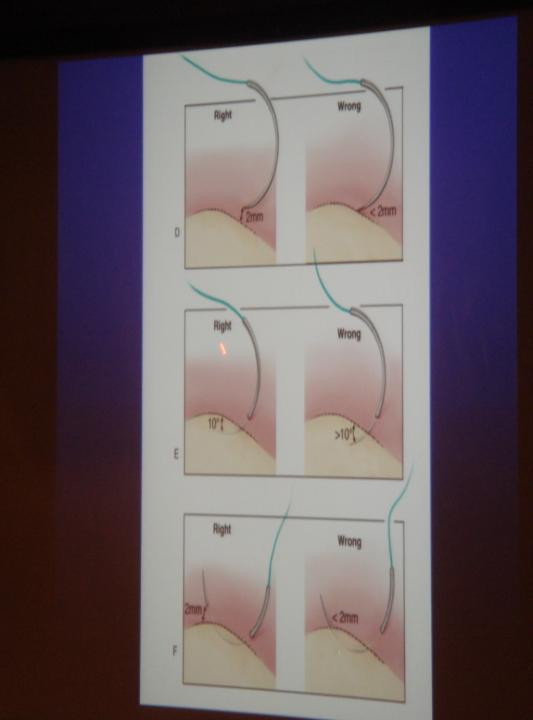 Right
Wrong
2mm
< 2mm
D
Right
Wrong
10°
>10°
E
Right
Wrong
2mm
< 2mm
F